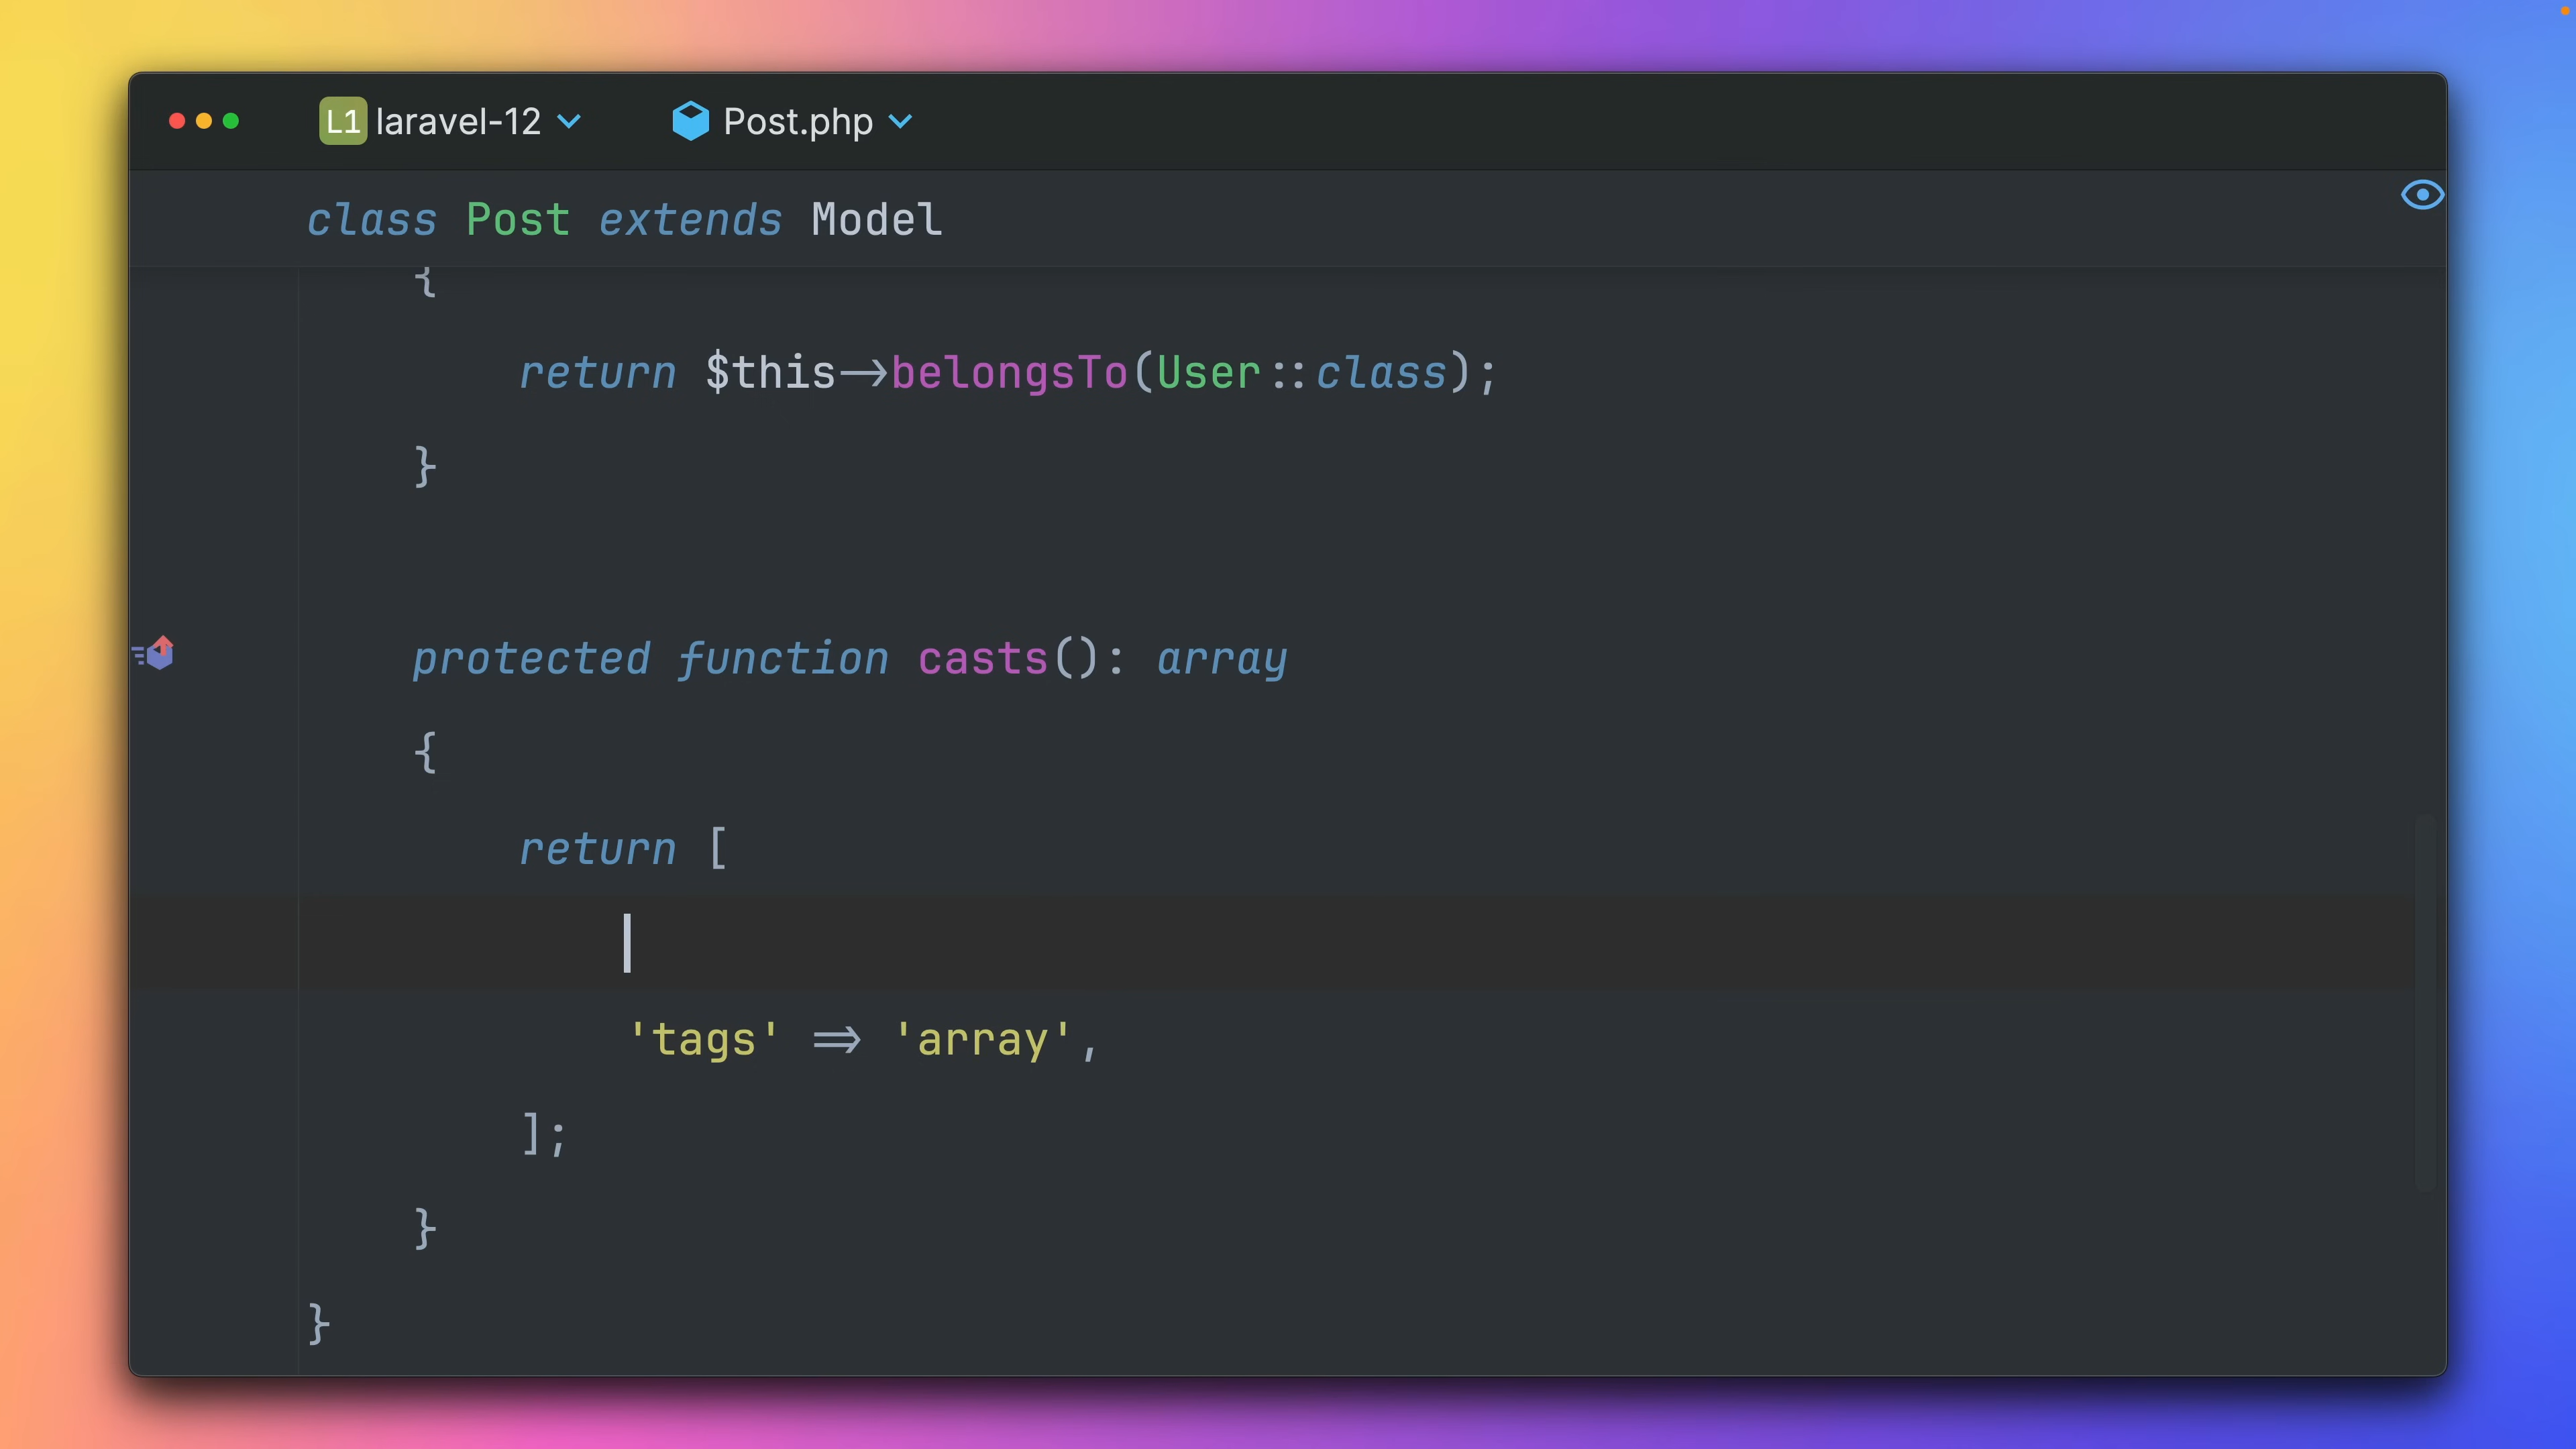 L1 laravel-12 Post.php
class Post extends Model
{
return $this->belongsTo(User::class);
}
protected function casts(): array
{
return [
'tags' => 'array',
];
}
}